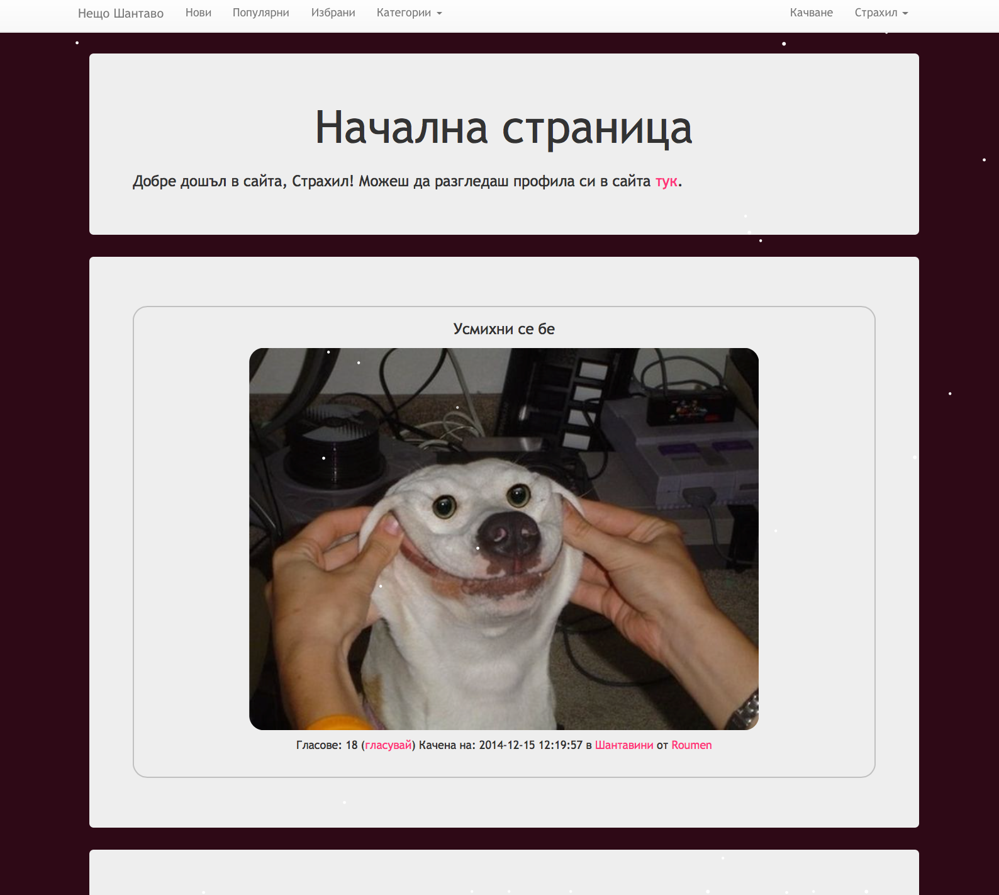 Нещо Шантаво Нови Популярни Избрани Категории Качване Страхил
Начална страница
Добре дошъл в сайта, Страхил! Можеш да разгледаш профила си в сайта тук.
Усмихни се бе
Гласове: 18 (гласувай) Качена на: 2014-12-15 12:19:57 в Шантавини от Roumen